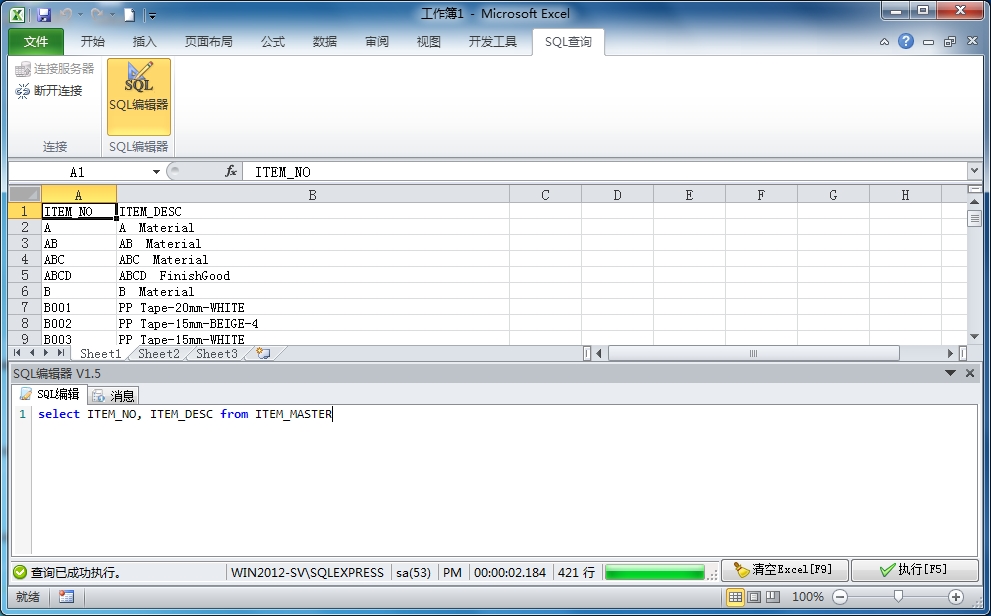 工作簿1 - Microsoft Excel
文件 开始 插入 页面布局 公式 数据 审阅 视图 开发工具 SQL查询
连接服务器
断开连接
SQL
SQL编辑器
连接 SQL编辑器
A1 fx ITEM_NO
A B C D E F G H
1 ITEM_NO ITEM_DESC
2 A A Material
3 AB AB Material
4 ABC ABC Material
5 ABCD ABCD FinishGood
6 B B Material
7 B001 PP Tape-20mm-WHITE
8 B002 PP Tape-15mm-BEIGE-4
9 B003 PP Tape-15mm-WHITE
Sheet1 Sheet2 Sheet3
SQL编辑器 V1.5
SQL编辑 消息
1 select ITEM_NO, ITEM_DESC from ITEM_MASTER
查询已成功执行。 WIN2012-SV\SQLEXPRESS sa(53) PM 00:00:02.184 421 行 清空Excel[F9] 执行[F5]
就绪 100%